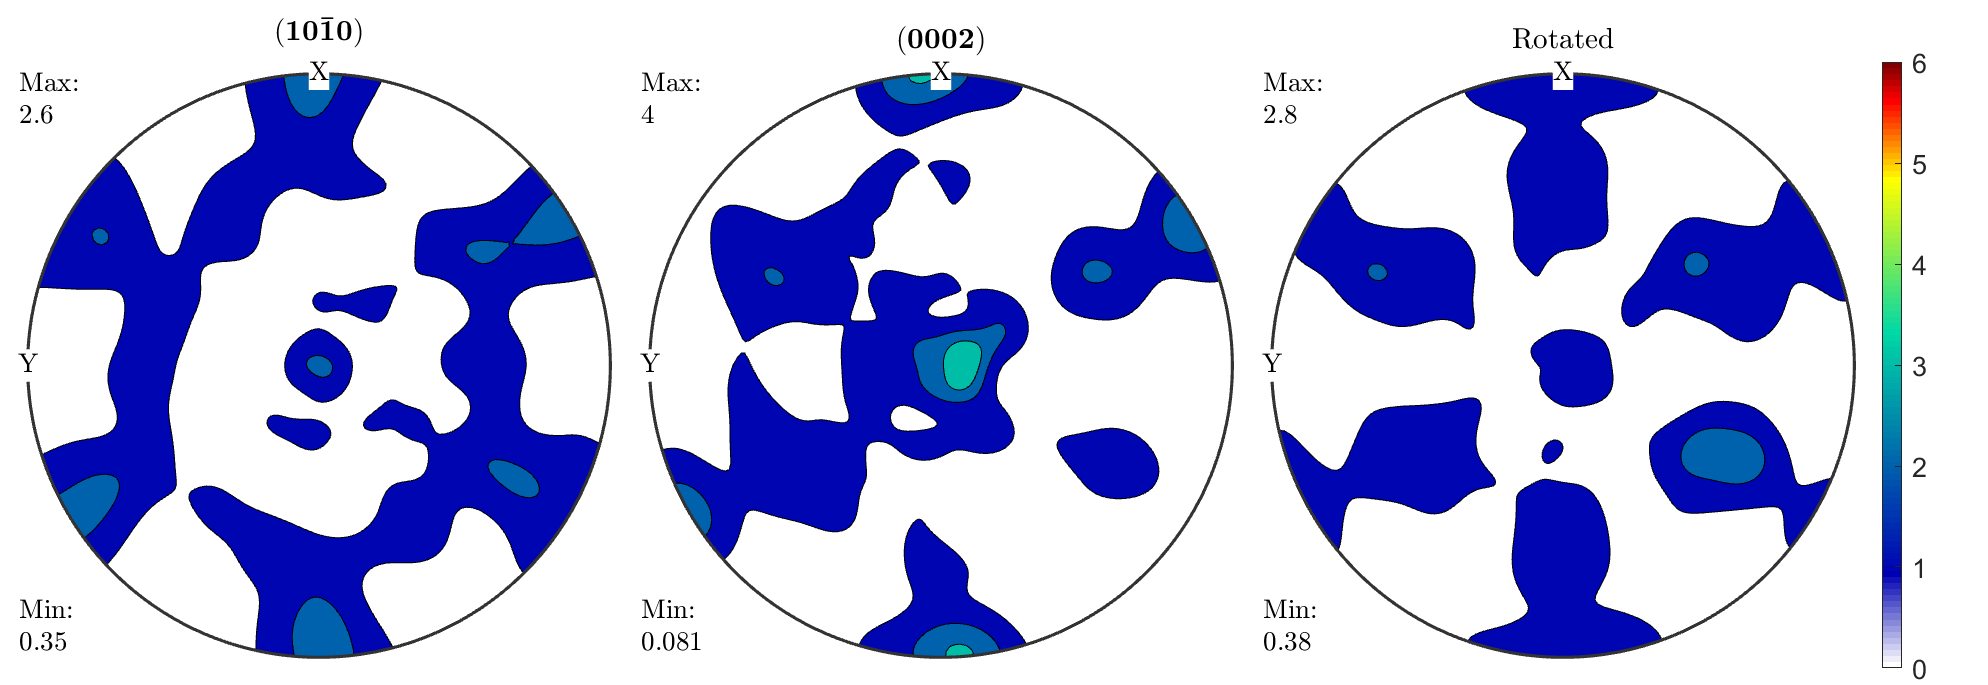 (101̄0)
Max:
2.6
X
Y
Min:
0.35
(0002)
Max:
4
X
Y
Min:
0.081
Rotated
Max:
2.8
X
Y
Min:
0.38
6
5
4
3
2
1
0